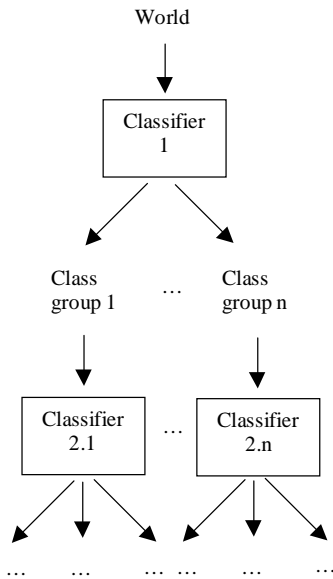 World
Classifier
1
Class
group 1
...
Class
group n
Classifier
2.1
...
Classifier
2.n
... ... ... ... ... ...